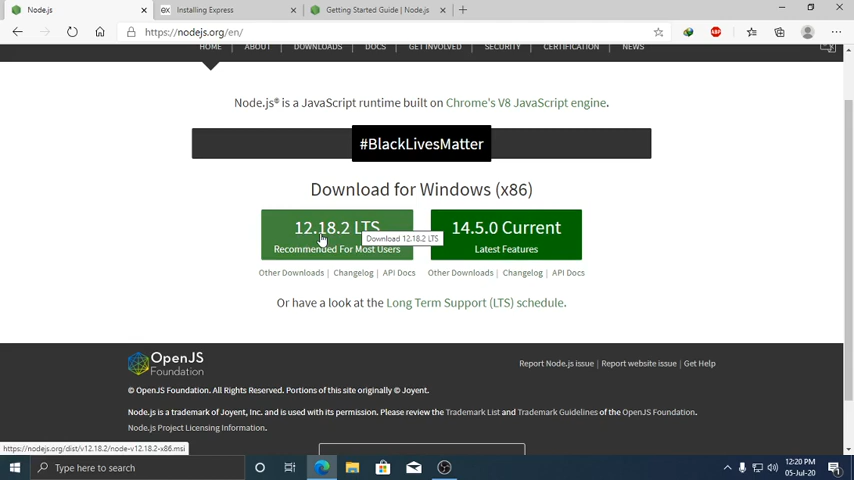 Node.js
Installing Express
Getting Started Guide | Node.js
https://nodejs.org/en/
HOME ABOUT DOWNLOADS DOCS GET INVOLVED SECURITY CERTIFICATION NEWS
Node.js® is a JavaScript runtime built on Chrome's V8 JavaScript engine.
#BlackLivesMatter
Download for Windows (x86)
12.18.2 LTS
Recommended For Most Users
Download 12.18.2 LTS
14.5.0 Current
Latest Features
Other Downloads | Changelog | API Docs
Other Downloads | Changelog | API Docs
Or have a look at the Long Term Support (LTS) schedule.
OpenJS
Foundation
Report Node.js issue | Report website issue | Get Help
© OpenJS Foundation. All Rights Reserved. Portions of this site originally © Joyent.
Node.js is a trademark of Joyent, Inc. and is used with its permission. Please review the Trademark List and Trademark Guidelines of the OpenJS Foundation.
Node.js Project Licensing Information.
https://nodejs.org/dist/v12.18.2/node-v12.18.2-x86.msi
Type here to search
12:20 PM
05-Jul-20